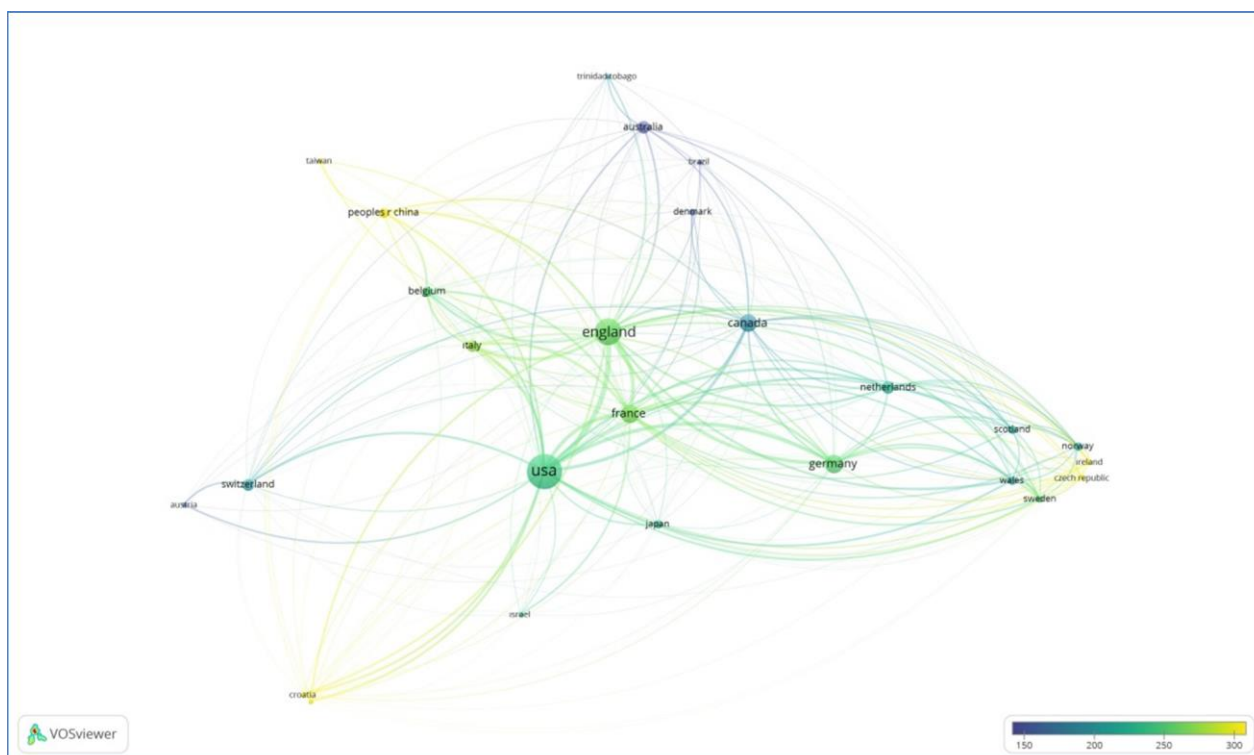 trinidad tobago
australia
taiwan
brazil
peoples r china
denmark
belgium
england
canada
italy
netherlands
france
scotland
norway
usa
germany
ireland
switzerland
wales
czech republic
sweden
austria
japan
israel
croatia
VOSviewer
150
200
250
300